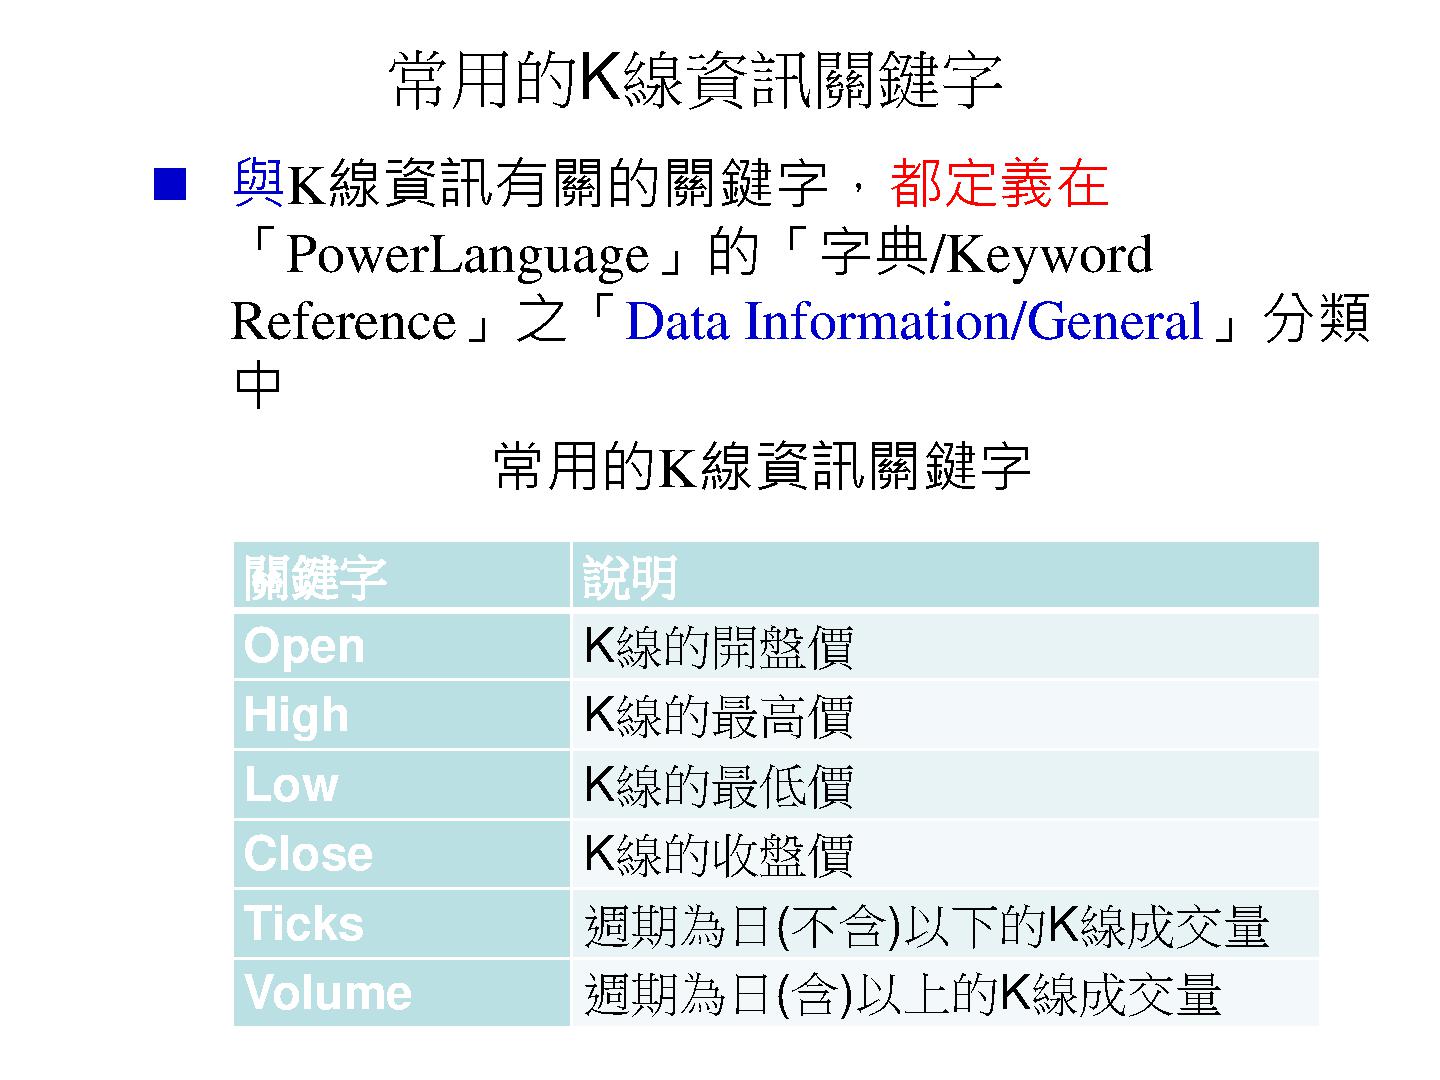 常用的K線資訊關鍵字
與K線資訊有關的關鍵字，都定義在
「PowerLanguage」的「字典/Keyword
Reference」之「Data Information/General」分類
中
常用的K線資訊關鍵字
關鍵字 說明
Open K線的開盤價
High K線的最高價
Low K線的最低價
Close K線的收盤價
Ticks 週期為日(不含)以下的K線成交量
Volume 週期為日(含)以上的K線成交量